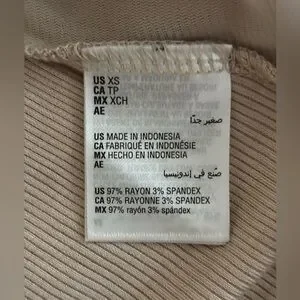 US XS
CA TP
MX XCH
AE
صغير جدًا
US MADE IN INDONESIA
CA FABRIQUÉ EN INDONÉSIE
MX HECHO EN INDONESIA
AE
صنع في إندونيسيا
US 97% RAYON 3% SPANDEX
CA 97% RAYONNE 3% SPANDEX
MX 97% rayón 3% spándex